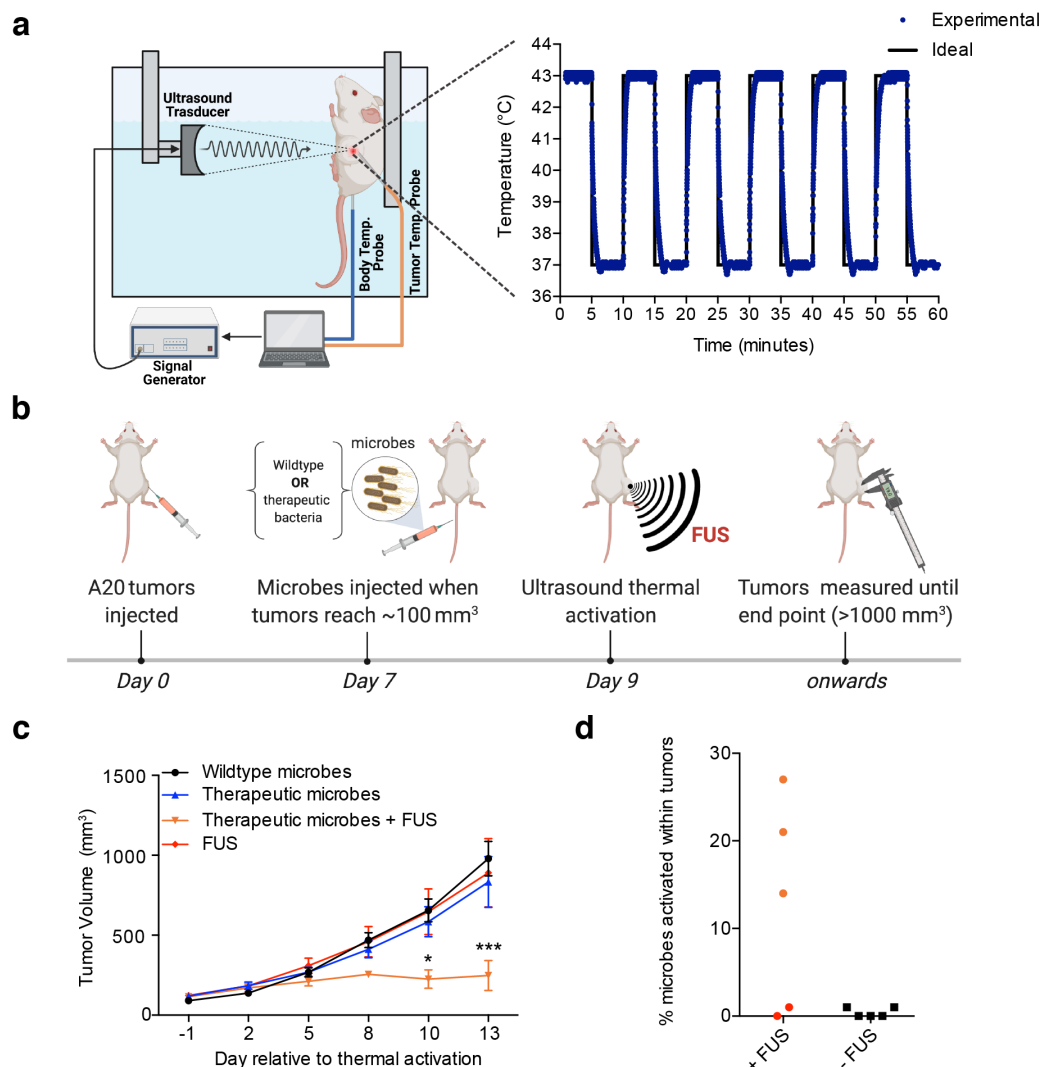 a
Ultrasound
Trasducer
Body Temp.
Probe
Tumor Temp. Probe
Signal
Generator
Experimental
Ideal
44
43
42
41
40
39
38
37
36
Temperature (°C)
0 5 10 15 20 25 30 35 40 45 50 55 60
Time (minutes)
b
Wildtype
OR
therapeutic
bacteria
microbes
FUS
A20 tumors
injected
Microbes injected when
tumors reach ~100 mm³
Ultrasound thermal
activation
Tumors measured until
end point (>1000 mm³)
Day 0
Day 7
Day 9
onwards
c
Wildtype microbes
Therapeutic microbes
Therapeutic microbes + FUS
FUS
1500
1000
500
0
Tumor Volume (mm³)
*
***
-1 2 5 8 10 13
Day relative to thermal activation
d
% microbes activated within tumors
30
20
10
0
+ FUS
- FUS